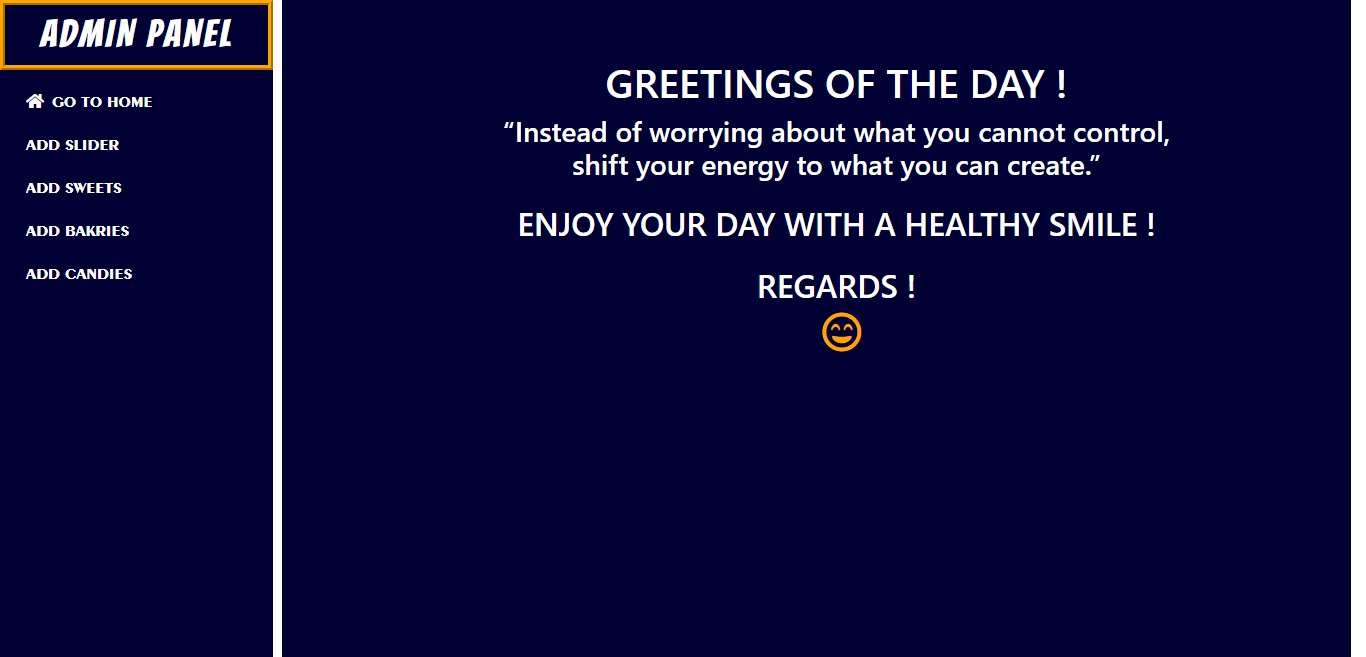 ADMIN PANEL
GO TO HOME
ADD SLIDER
ADD SWEETS
ADD BAKRIES
ADD CANDIES
GREETINGS OF THE DAY !
“Instead of worrying about what you cannot control,
shift your energy to what you can create.”
ENJOY YOUR DAY WITH A HEALTHY SMILE !
REGARDS !